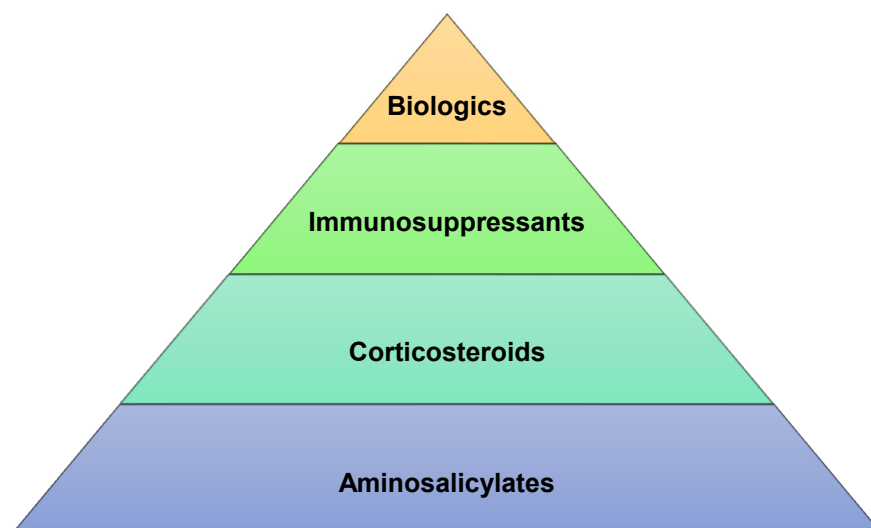 Biologics
Immunosuppressants
Corticosteroids
Aminosalicylates